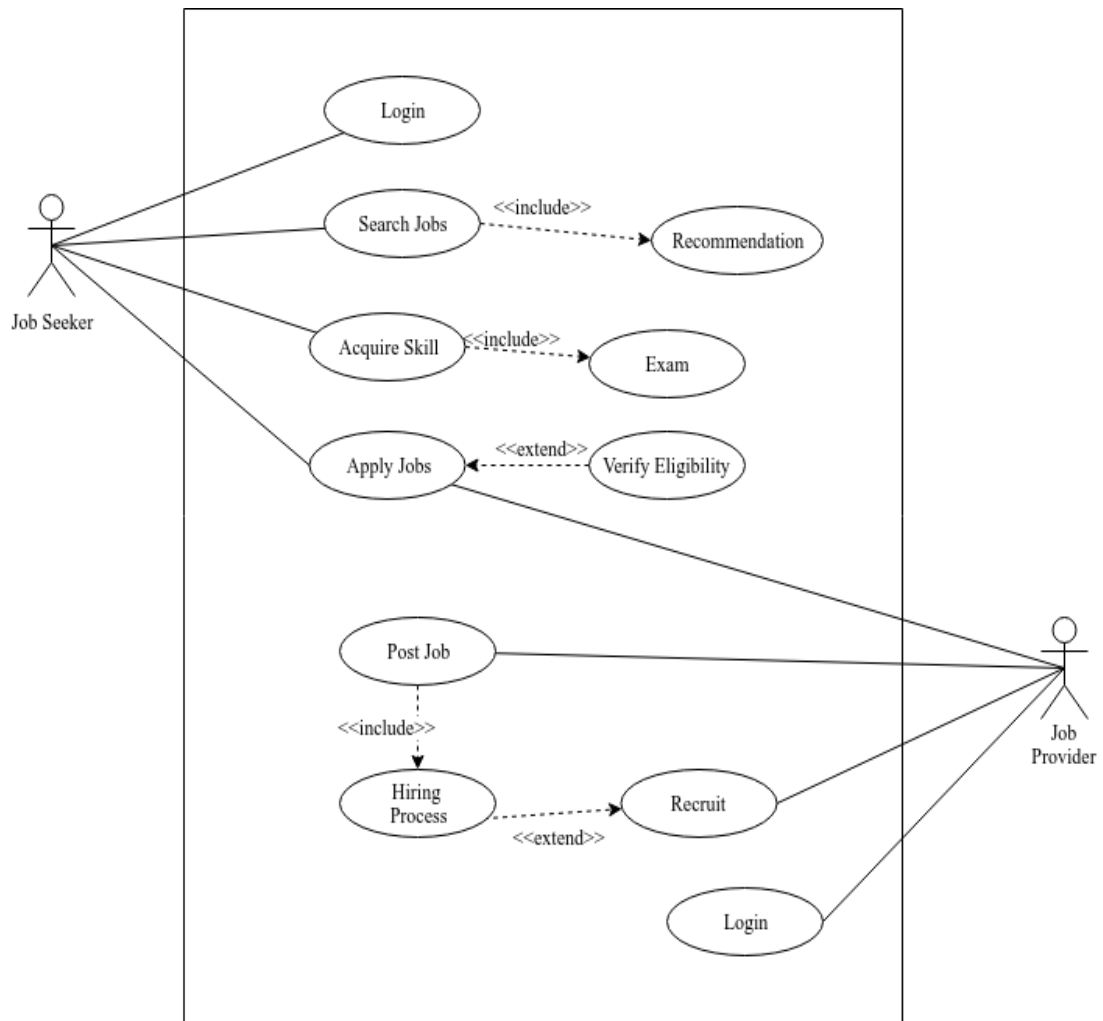 Login
Search Jobs
<<include>>
Recommendation
Job Seeker
Acquire Skill
<<include>>
Exam
Apply Jobs
<<extend>>
Verify Eligibility
Post Job
<<include>>
Job
Provider
Hiring
Process
<<extend>>
Recruit
Login